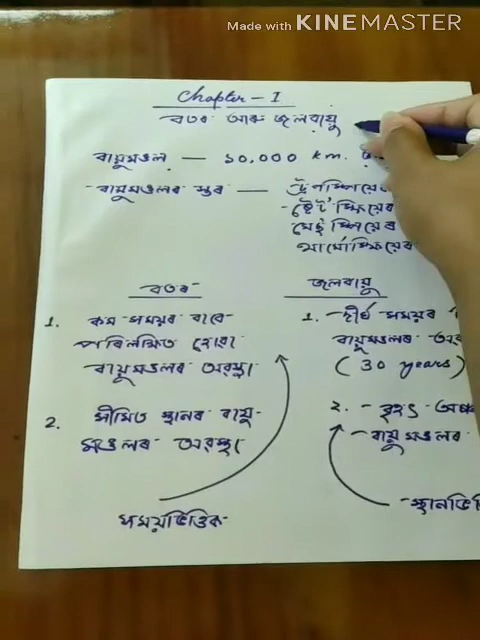 Made with KINEMASTER
Chapter - I
বতৰ আৰু জলবায়ু
বায়ুমণ্ডল — ১০,০০০ km.
বায়ুমণ্ডলৰ স্তৰ — ট্ৰপস্ফিয়েৰ
ষ্ট্ৰেট'স্ফিয়েৰ
মেছ'স্ফিয়েৰ
থাৰ্মোস্ফিয়েৰ
বতৰ
1. কম সময়ৰ বাবে
পৰিলক্ষিত হোৱা
বায়ুমণ্ডলৰ অৱস্থা
2. সীমিত স্থানৰ বায়ু-
মণ্ডলৰ অৱস্থা
সময়ভিত্তিক
জলবায়ু
1. দীৰ্ঘ সময়ৰ
বায়ুমণ্ডলৰ
(30 years)
2. বৃহৎ
বায়ুমণ্ডলৰ